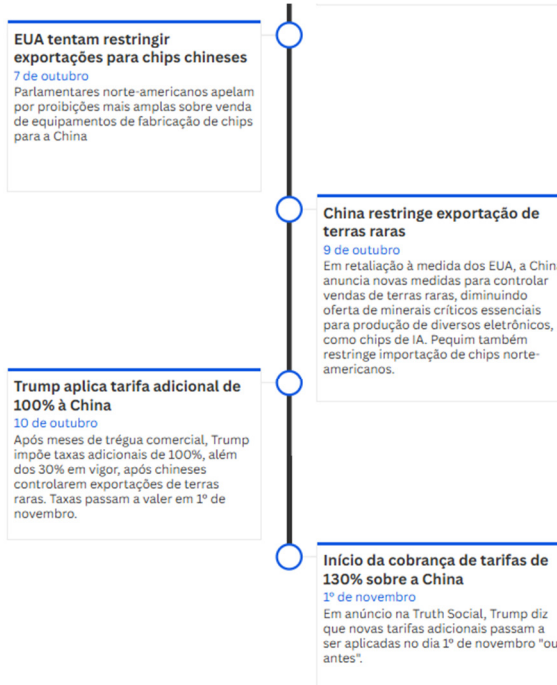 EUA tentam restringir
exportações para chips chineses
7 de outubro
Parlamentares norte-americanos apelam
por proibições mais amplas sobre venda
de equipamentos de fabricação de chips
para a China
China restringe exportação de
terras raras
9 de outubro
Em retaliação à medida dos EUA, a Chin
anuncia novas medidas para controlar
vendas de terras raras, diminuindo
oferta de minerais críticos essenciais
para produção de diversos eletrônicos,
como chips de IA. Pequim também
restringe importação de chips norte-
americanos.
Trump aplica tarifa adicional de
100% à China
10 de outubro
Após meses de trégua comercial, Trump
impõe taxas adicionais de 100%, além
dos 30% em vigor, após chineses
controlarem exportações de terras
raras. Taxas passam a valer em 1º de
novembro.
Início da cobrança de tarifas de
130% sobre a China
1º de novembro
Em anúncio na Truth Social, Trump diz
que novas tarifas adicionais passam a
ser aplicadas no dia 1º de novembro "ou
antes".